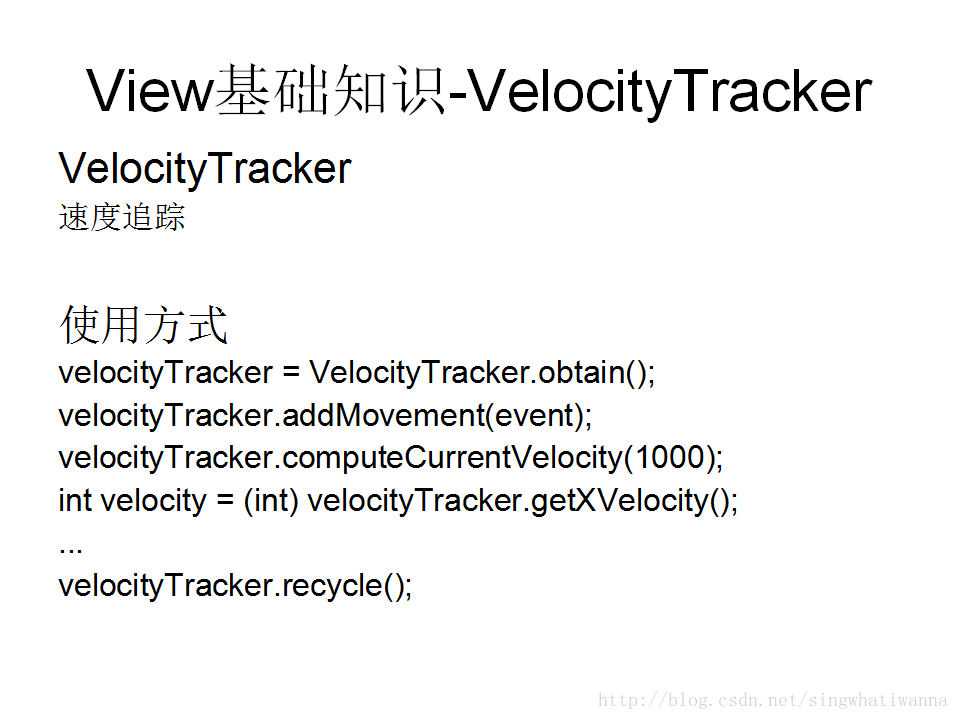 View基础知识-VelocityTracker
VelocityTracker
速度追踪
使用方式
velocityTracker = VelocityTracker.obtain();
velocityTracker.addMovement(event);
velocityTracker.computeCurrentVelocity(1000);
int velocity = (int) velocityTracker.getXVelocity();
...
velocityTracker.recycle();
http://blog.csdn.net/singwhatiwanna